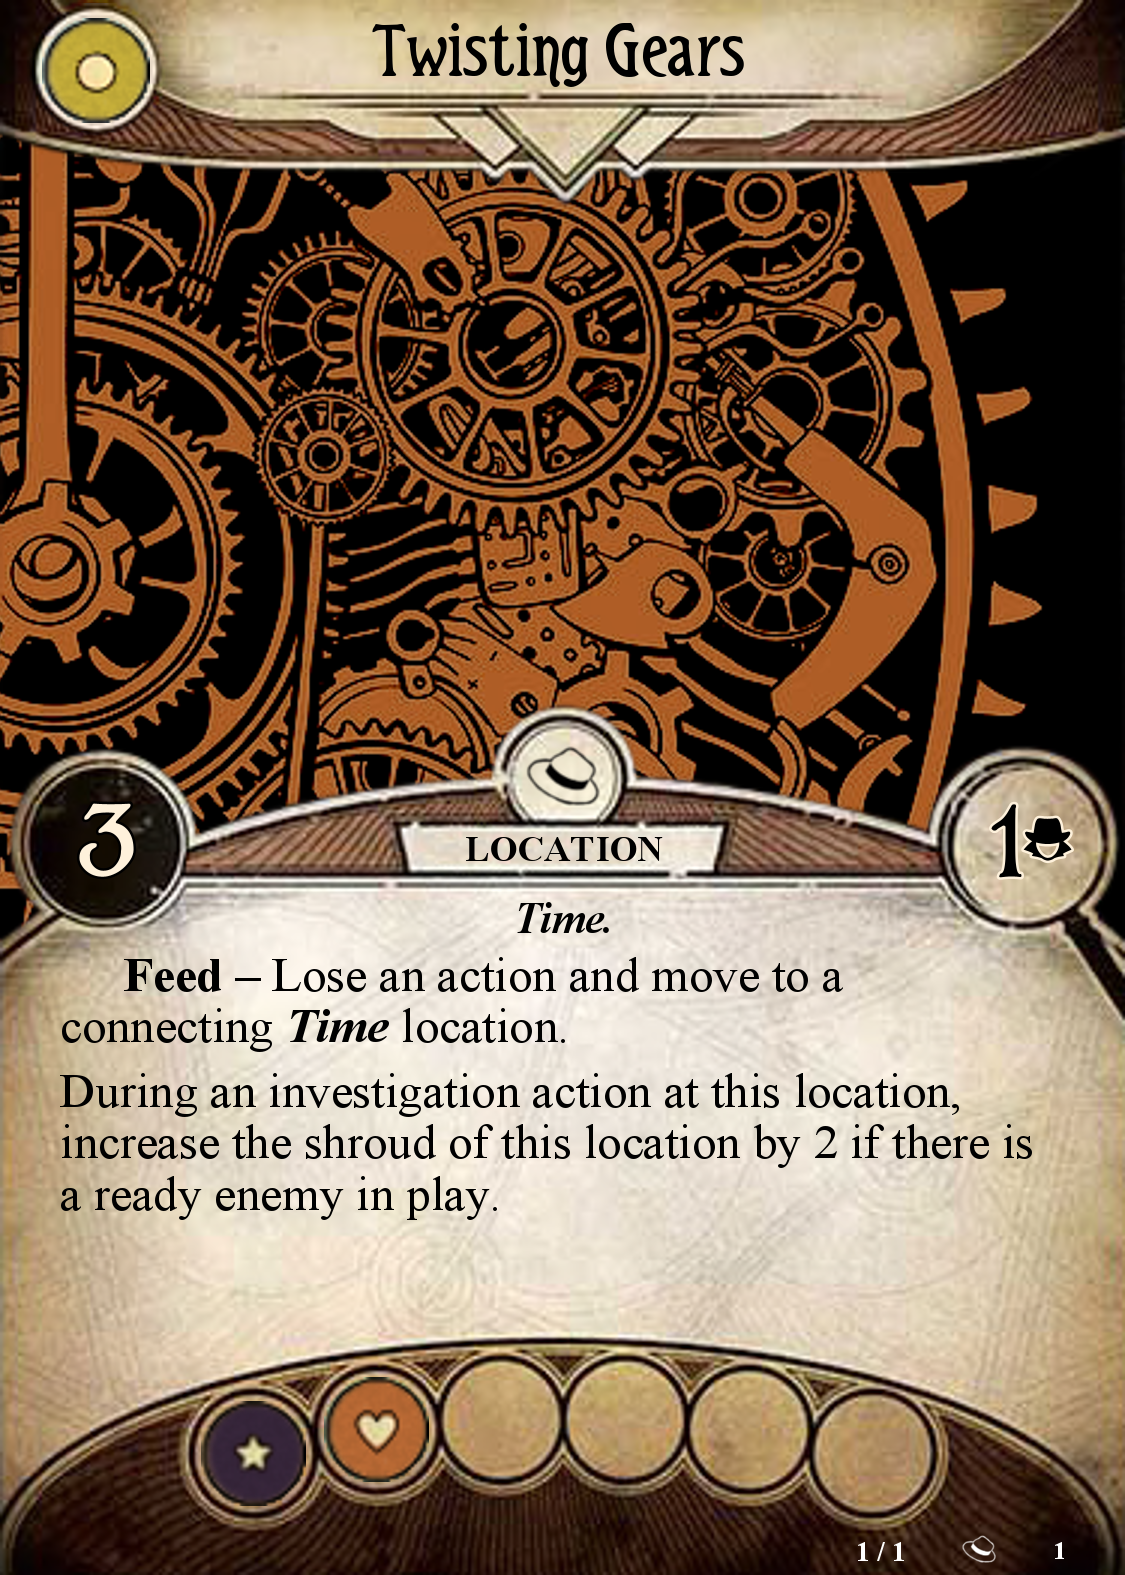 Twisting Gears
3
1
LOCATION
Time.
Feed – Lose an action and move to a
connecting Time location.
During an investigation action at this location,
increase the shroud of this location by 2 if there is
a ready enemy in play.
1 / 1
1